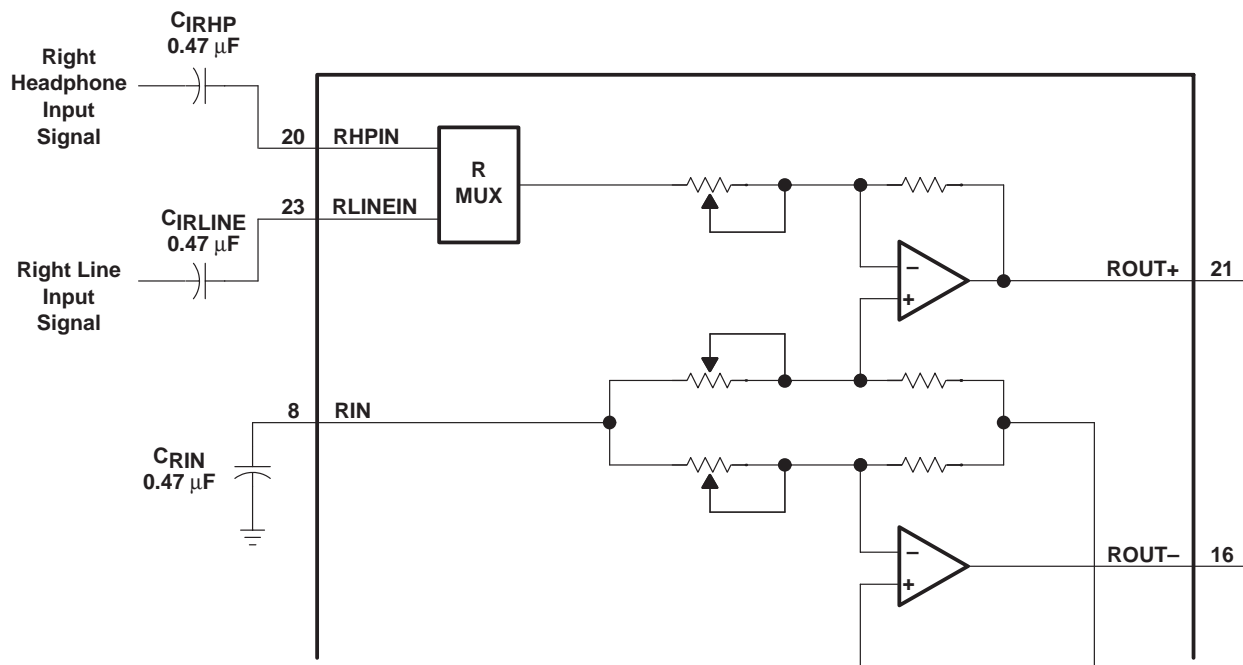 CIRHP
0.47 μF
Right
Headphone
Input
Signal
20 RHPIN
R
MUX
CIRLINE
0.47 μF
23 RLINEIN
Right Line
Input
Signal
−
+
ROUT+ 21
8 RIN
CRIN
0.47 μF
−
+
ROUT− 16